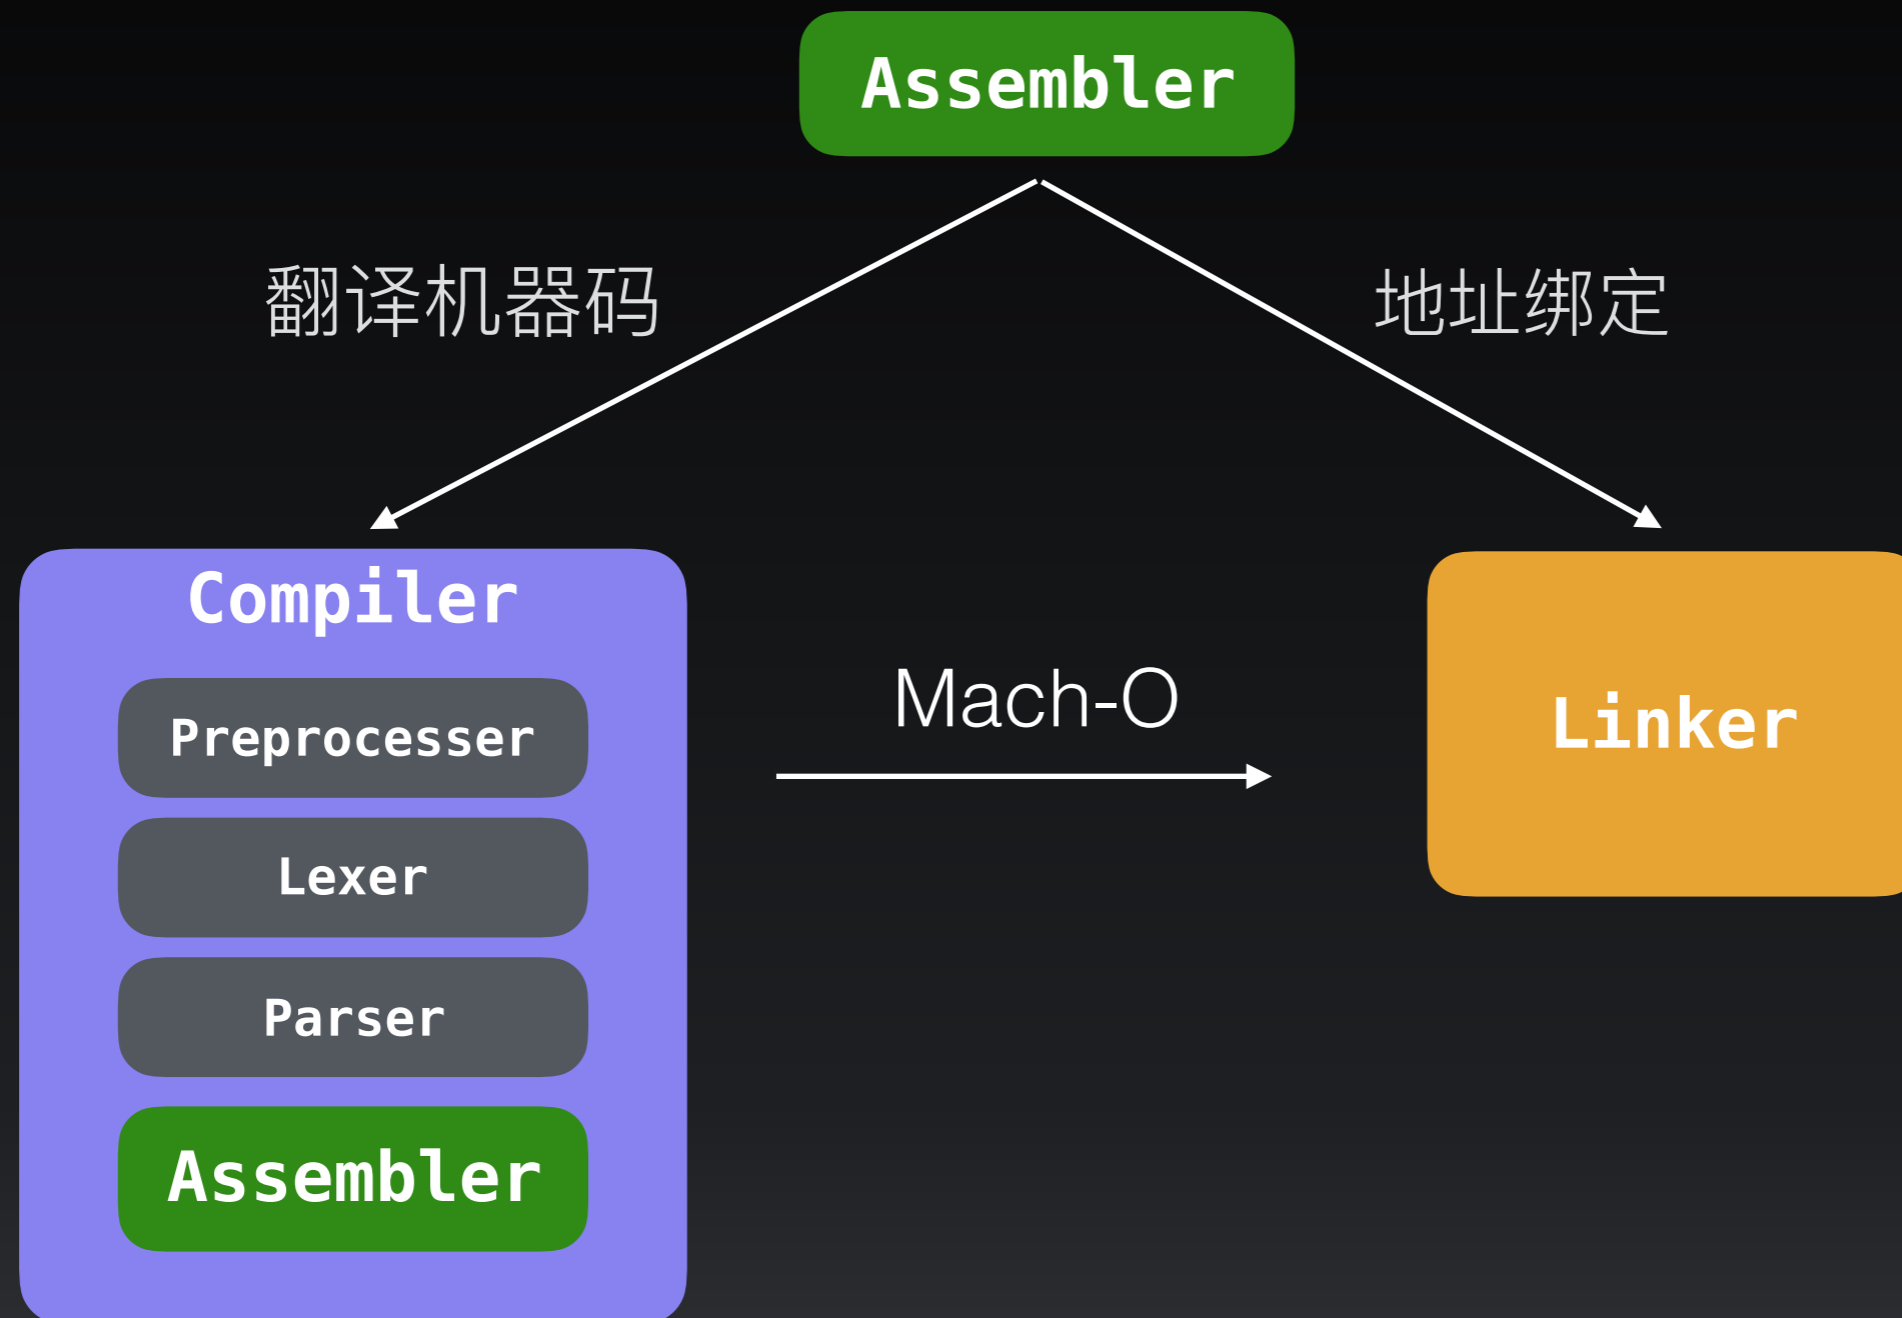 Assembler
翻译机器码
地址绑定
Compiler
Preprocesser
Lexer
Parser
Assembler
Mach-O
Linker